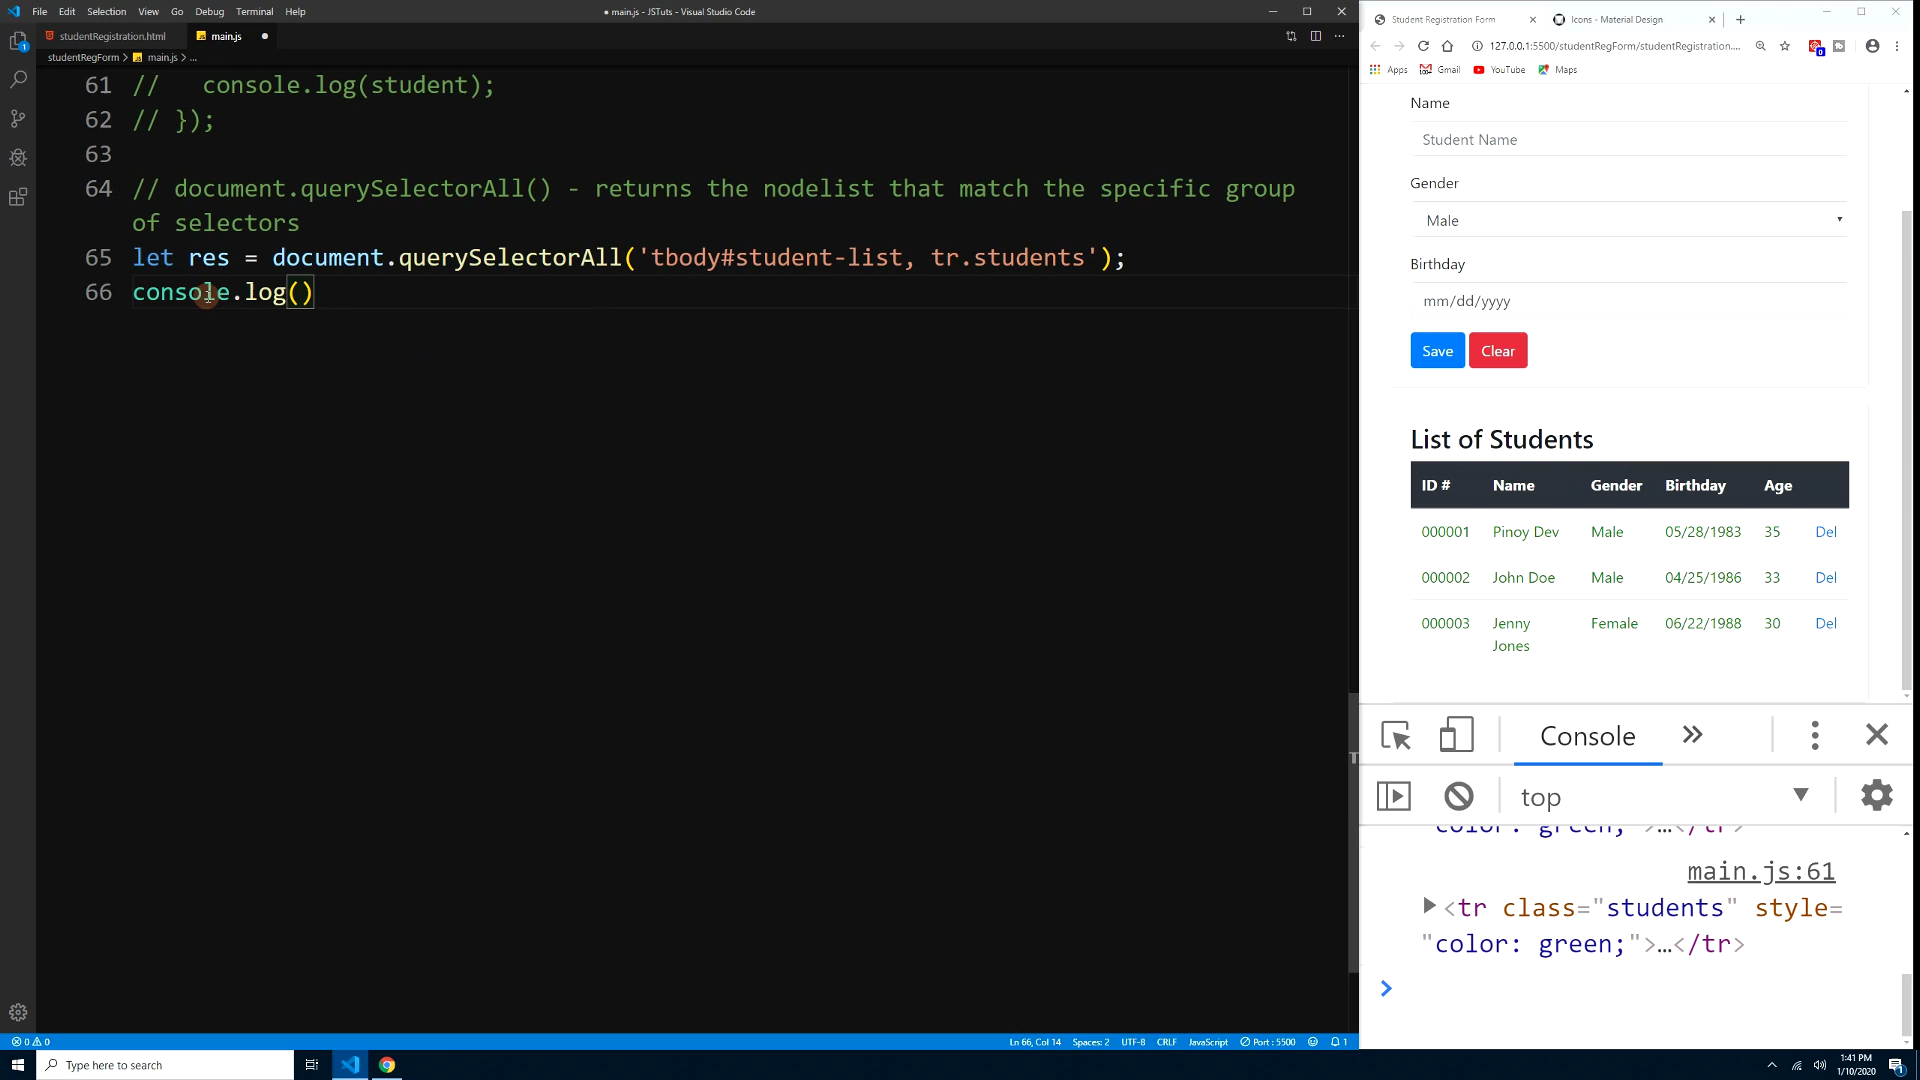 File Edit Selection View Go Debug Terminal Help
● main.js - JSTuts - Visual Studio Code
studentRegistration.html main.js
studentRegForm > main.js > ...
61 // console.log(student);
62 // });
63
64 // document.querySelectorAll() - returns the nodelist that match the specific group
of selectors
65 let res = document.querySelectorAll('tbody#student-list, tr.students');
66 console.log()
0 0
Ln 66, Col 14 Spaces: 2 UTF-8 CRLF JavaScript Port : 5500 1
Student Registration Form Icons - Material Design
127.0.0.1:5500/studentRegForm/studentRegistration....
Apps Gmail YouTube Maps
Name
Student Name
Gender
Male
Birthday
mm/dd/yyyy
Save Clear
List of Students
ID # Name Gender Birthday Age
000001 Pinoy Dev Male 05/28/1983 35 Del
000002 John Doe Male 04/25/1986 33 Del
000003 Jenny Jones Female 06/22/1988 30 Del
Console
top
color: green;">…</tr>
main.js:61
<tr class="students" style=
"color: green;">…</tr>
Type here to search
1:41 PM
1/10/2020